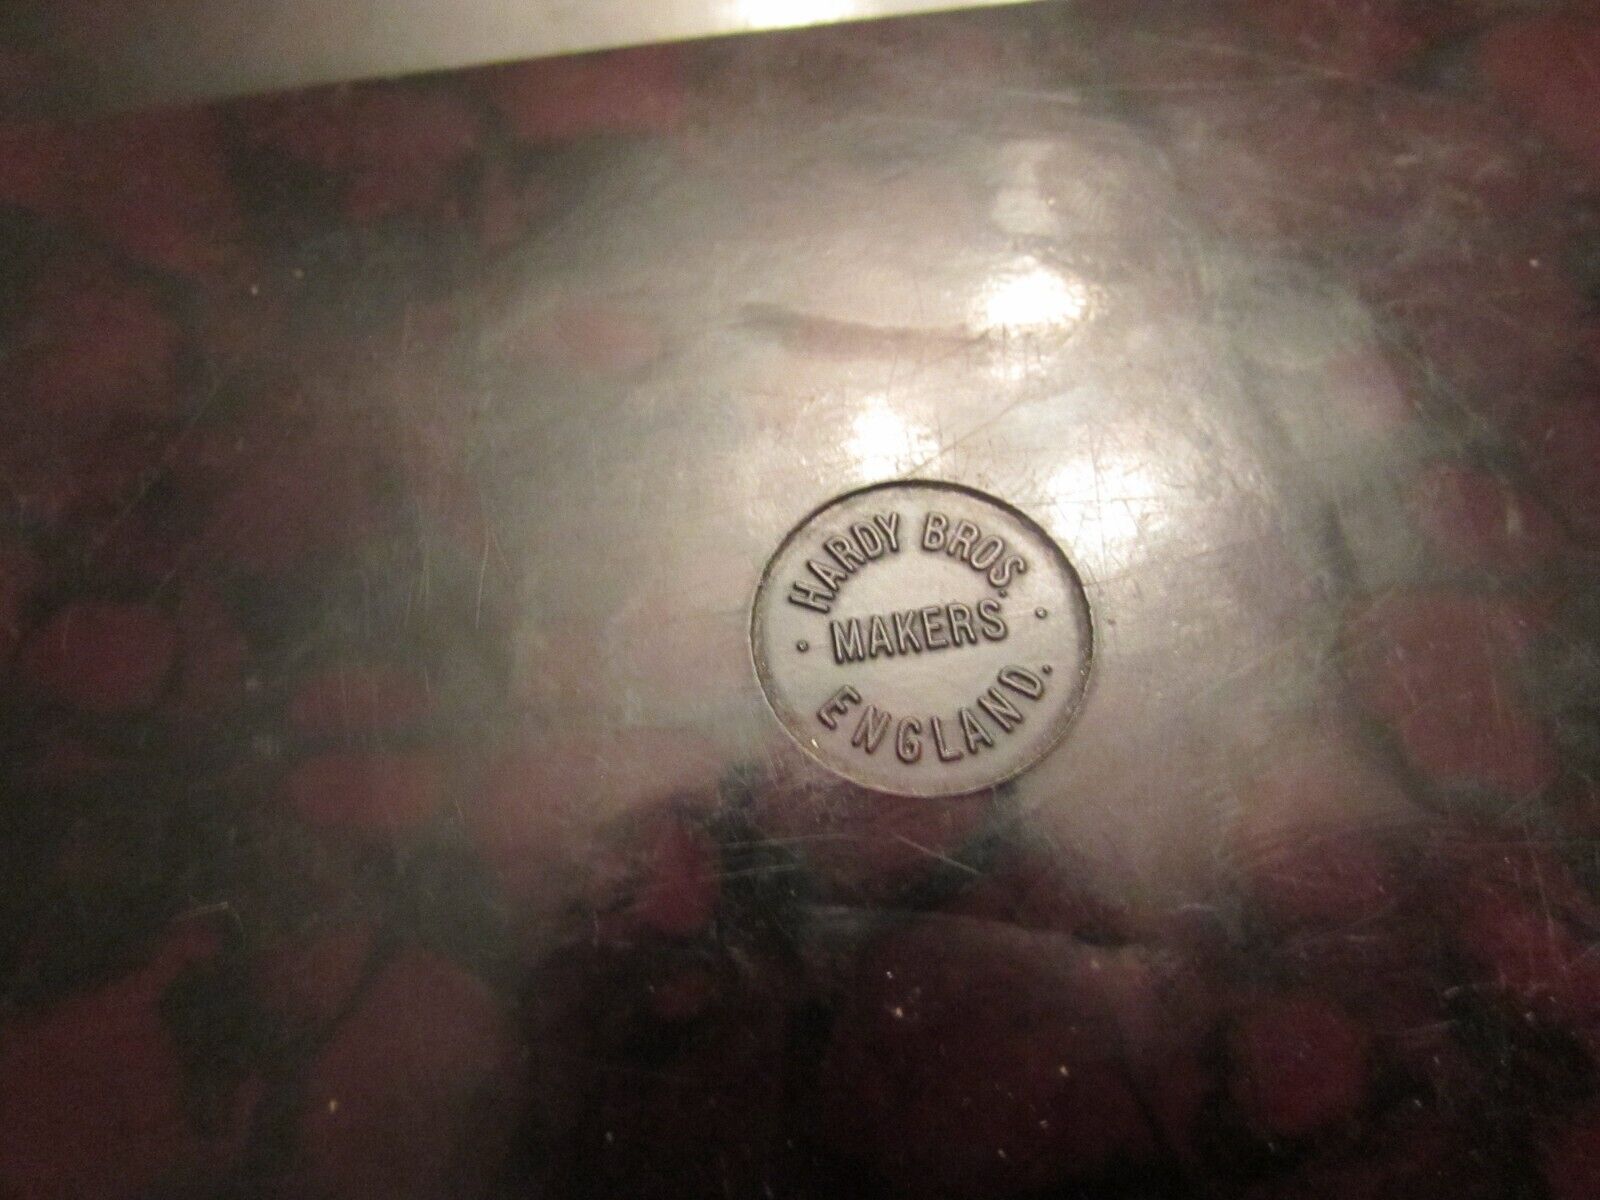 HARDY BROS.
· MAKERS ·
ENGLAND.